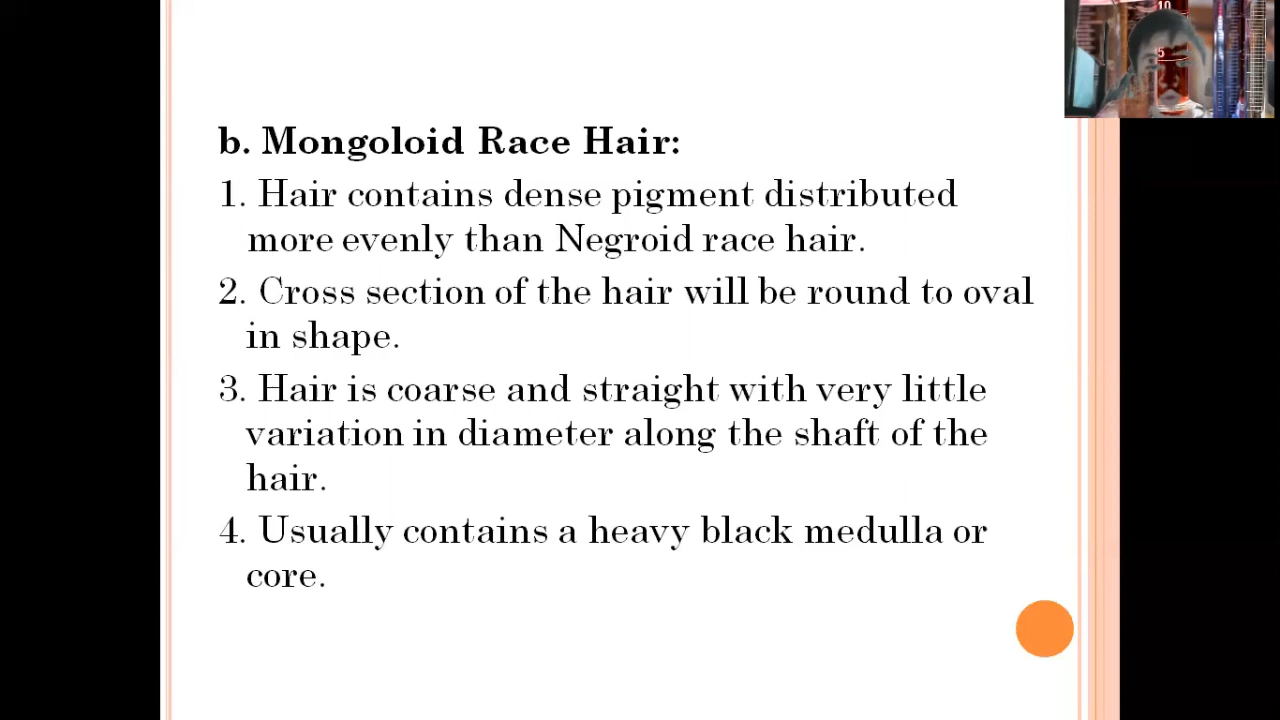 10
5
b. Mongoloid Race Hair:
1. Hair contains dense pigment distributed
more evenly than Negroid race hair.
2. Cross section of the hair will be round to oval
in shape.
3. Hair is coarse and straight with very little
variation in diameter along the shaft of the
hair.
4. Usually contains a heavy black medulla or
core.